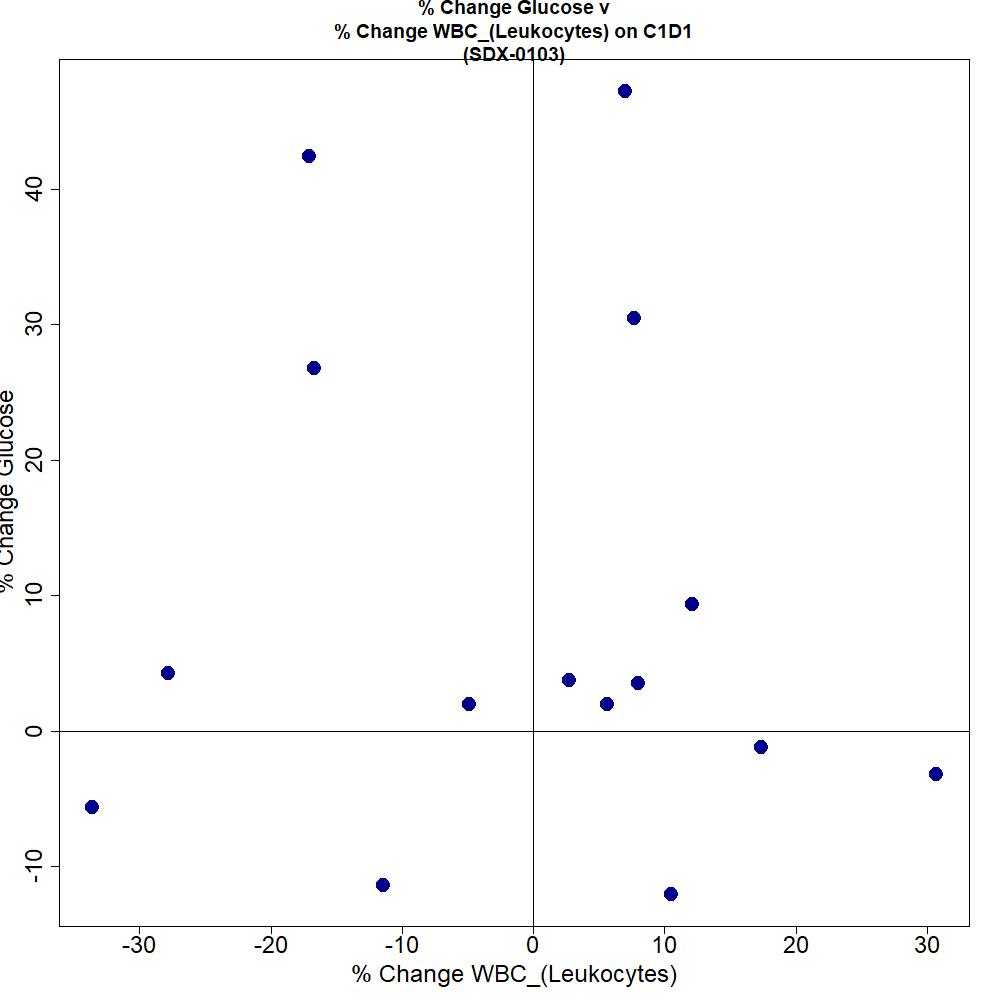 % Change Glucose v
% Change WBC_(Leukocytes) on C1D1
(SDX-0103)
% Change Glucose
40
30
20
10
0
-10
-30
-20
-10
0
10
20
30
% Change WBC_(Leukocytes)